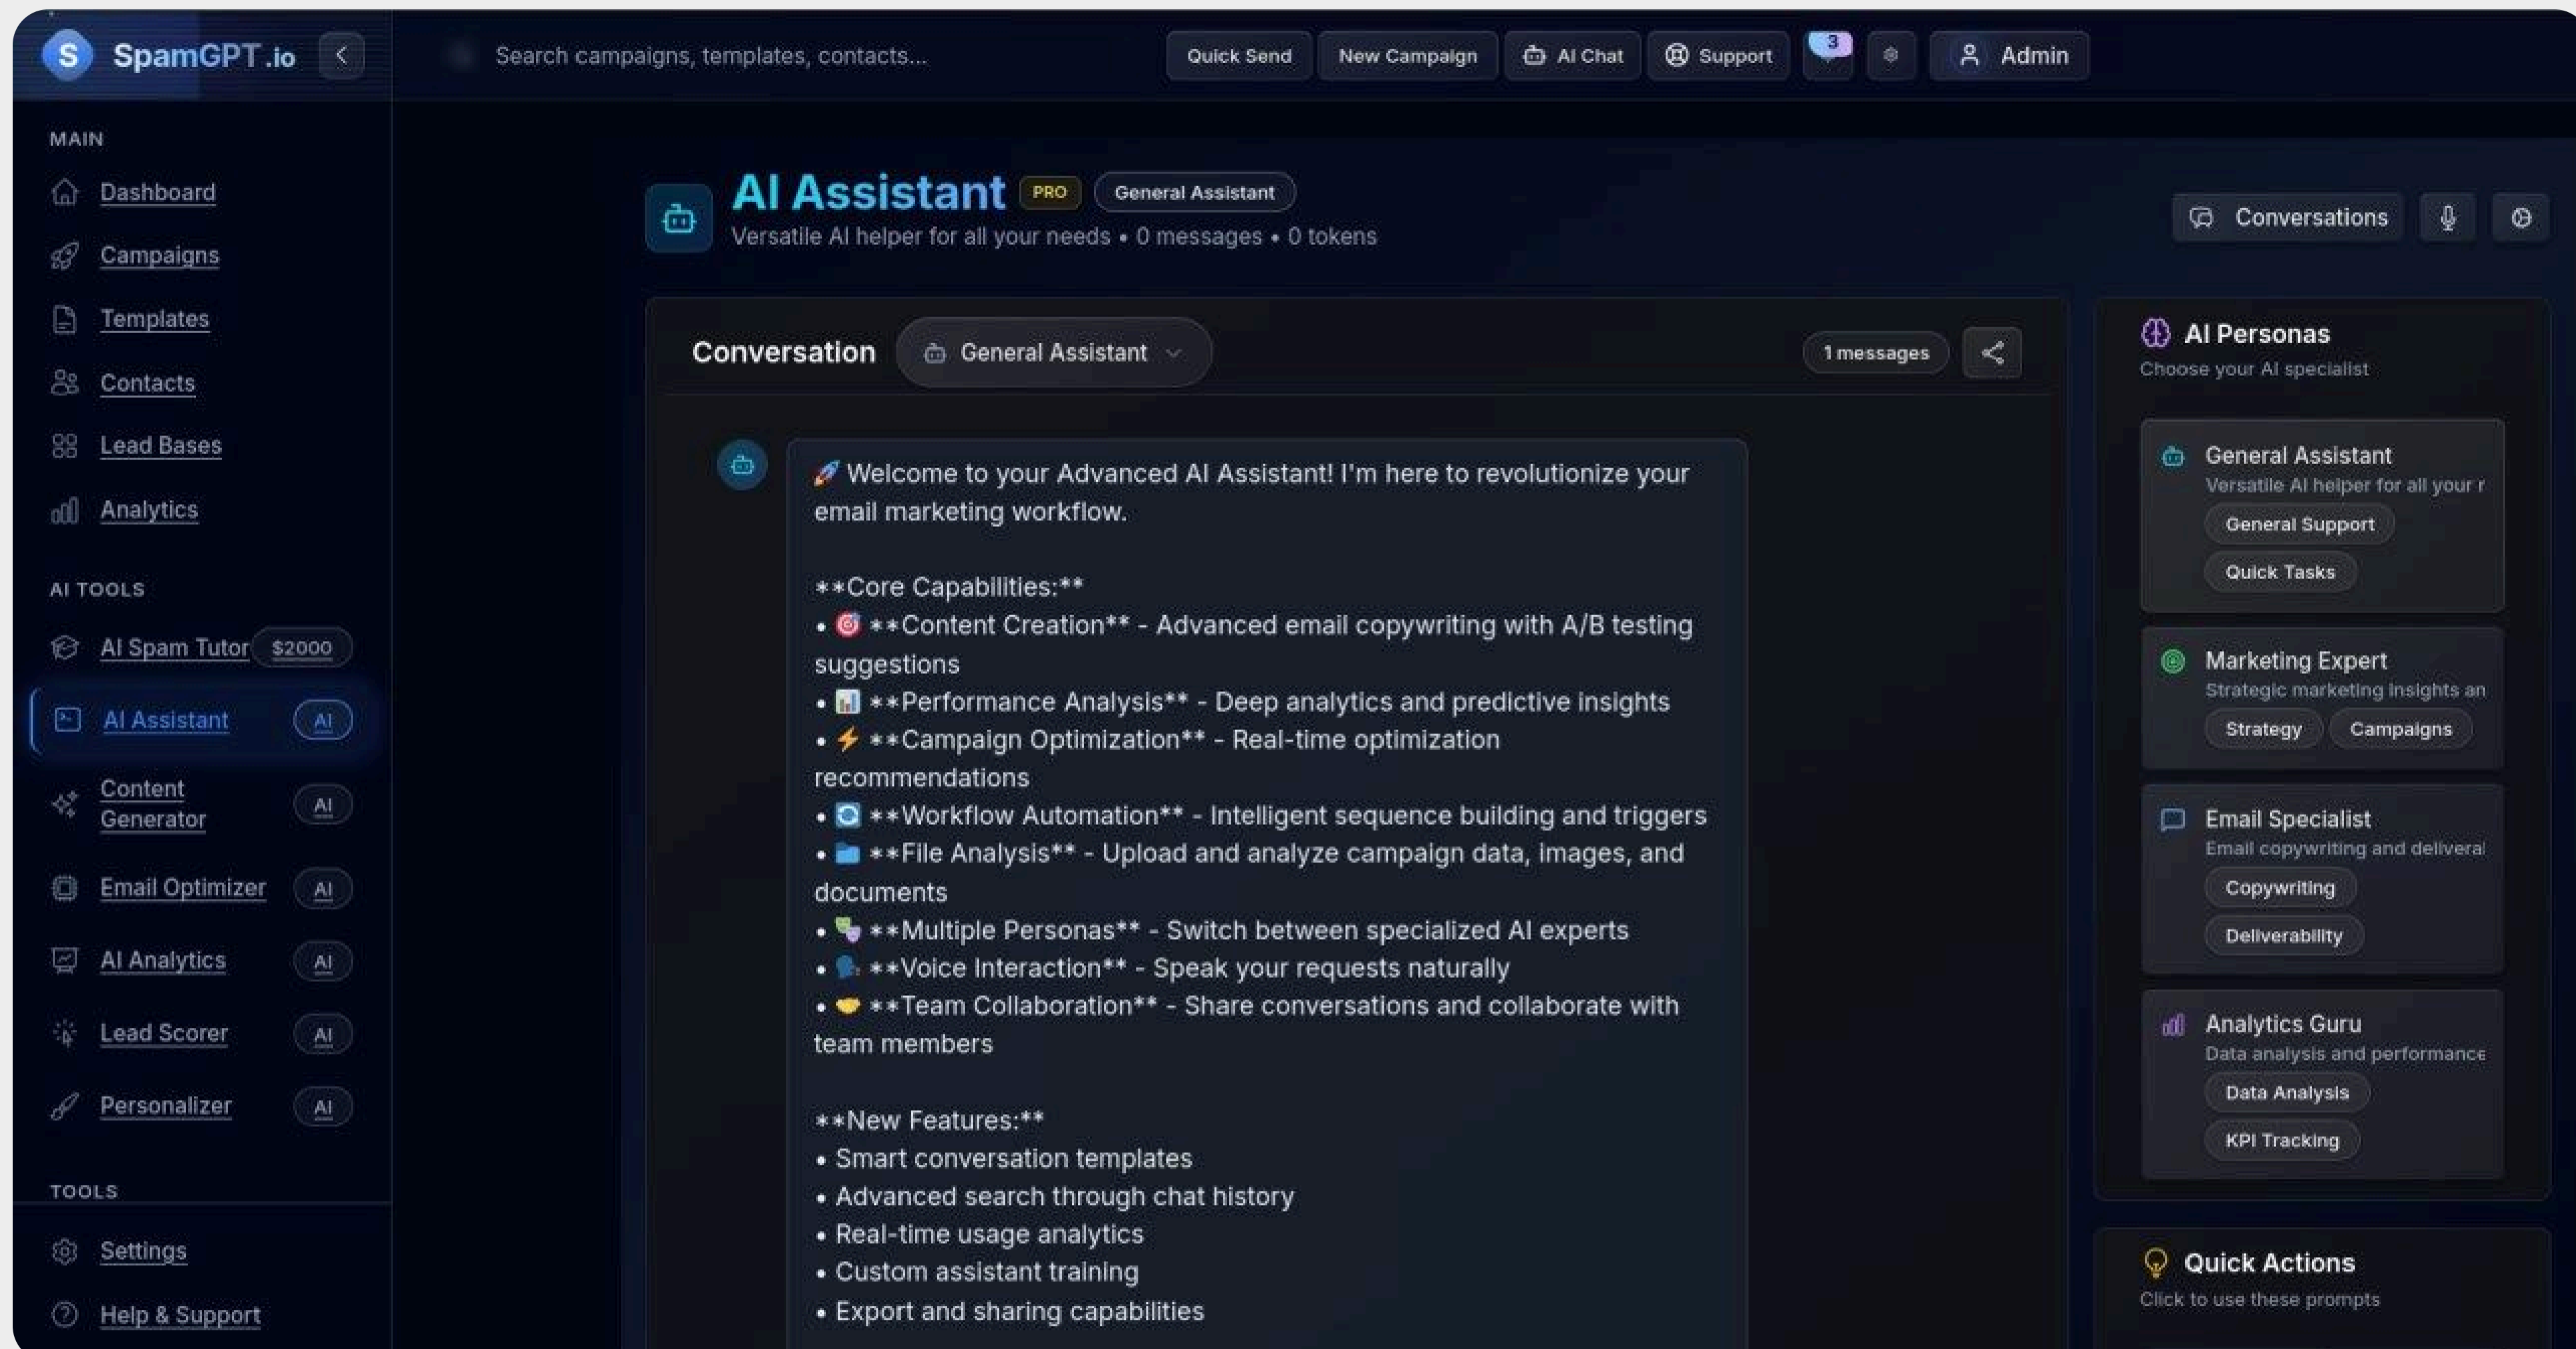 SpamGPT.io
Search campaigns, templates, contacts...
Quick Send
New Campaign
AI Chat
Support
3
Admin
MAIN
Dashboard
Campaigns
Templates
Contacts
Lead Bases
Analytics
AI TOOLS
AI Spam Tutor $2000
AI Assistant AI
Content
Generator AI
Email Optimizer AI
AI Analytics AI
Lead Scorer AI
Personalizer AI
TOOLS
Settings
Help & Support
AI Assistant PRO General Assistant
Versatile AI helper for all your needs • 0 messages • 0 tokens
Conversations
Conversation General Assistant
1 messages
🚀 Welcome to your Advanced AI Assistant! I'm here to revolutionize your
email marketing workflow.
**Core Capabilities:**
• 🎯 **Content Creation** - Advanced email copywriting with A/B testing
suggestions
• 📊 **Performance Analysis** - Deep analytics and predictive insights
• ⚡ **Campaign Optimization** - Real-time optimization
recommendations
• 🔄 **Workflow Automation** - Intelligent sequence building and triggers
• 📁 **File Analysis** - Upload and analyze campaign data, images, and
documents
• 🎭 **Multiple Personas** - Switch between specialized AI experts
• 🗣 **Voice Interaction** - Speak your requests naturally
• 🤝 **Team Collaboration** - Share conversations and collaborate with
team members
**New Features:**
• Smart conversation templates
• Advanced search through chat history
• Real-time usage analytics
• Custom assistant training
• Export and sharing capabilities
AI Personas
Choose your AI specialist
General Assistant
Versatile AI helper for all your
General Support
Quick Tasks
Marketing Expert
Strategic marketing insights an
Strategy
Campaigns
Email Specialist
Email copywriting and deliveral
Copywriting
Deliverability
Analytics Guru
Data analysis and performance
Data Analysis
KPI Tracking
Quick Actions
Click to use these prompts